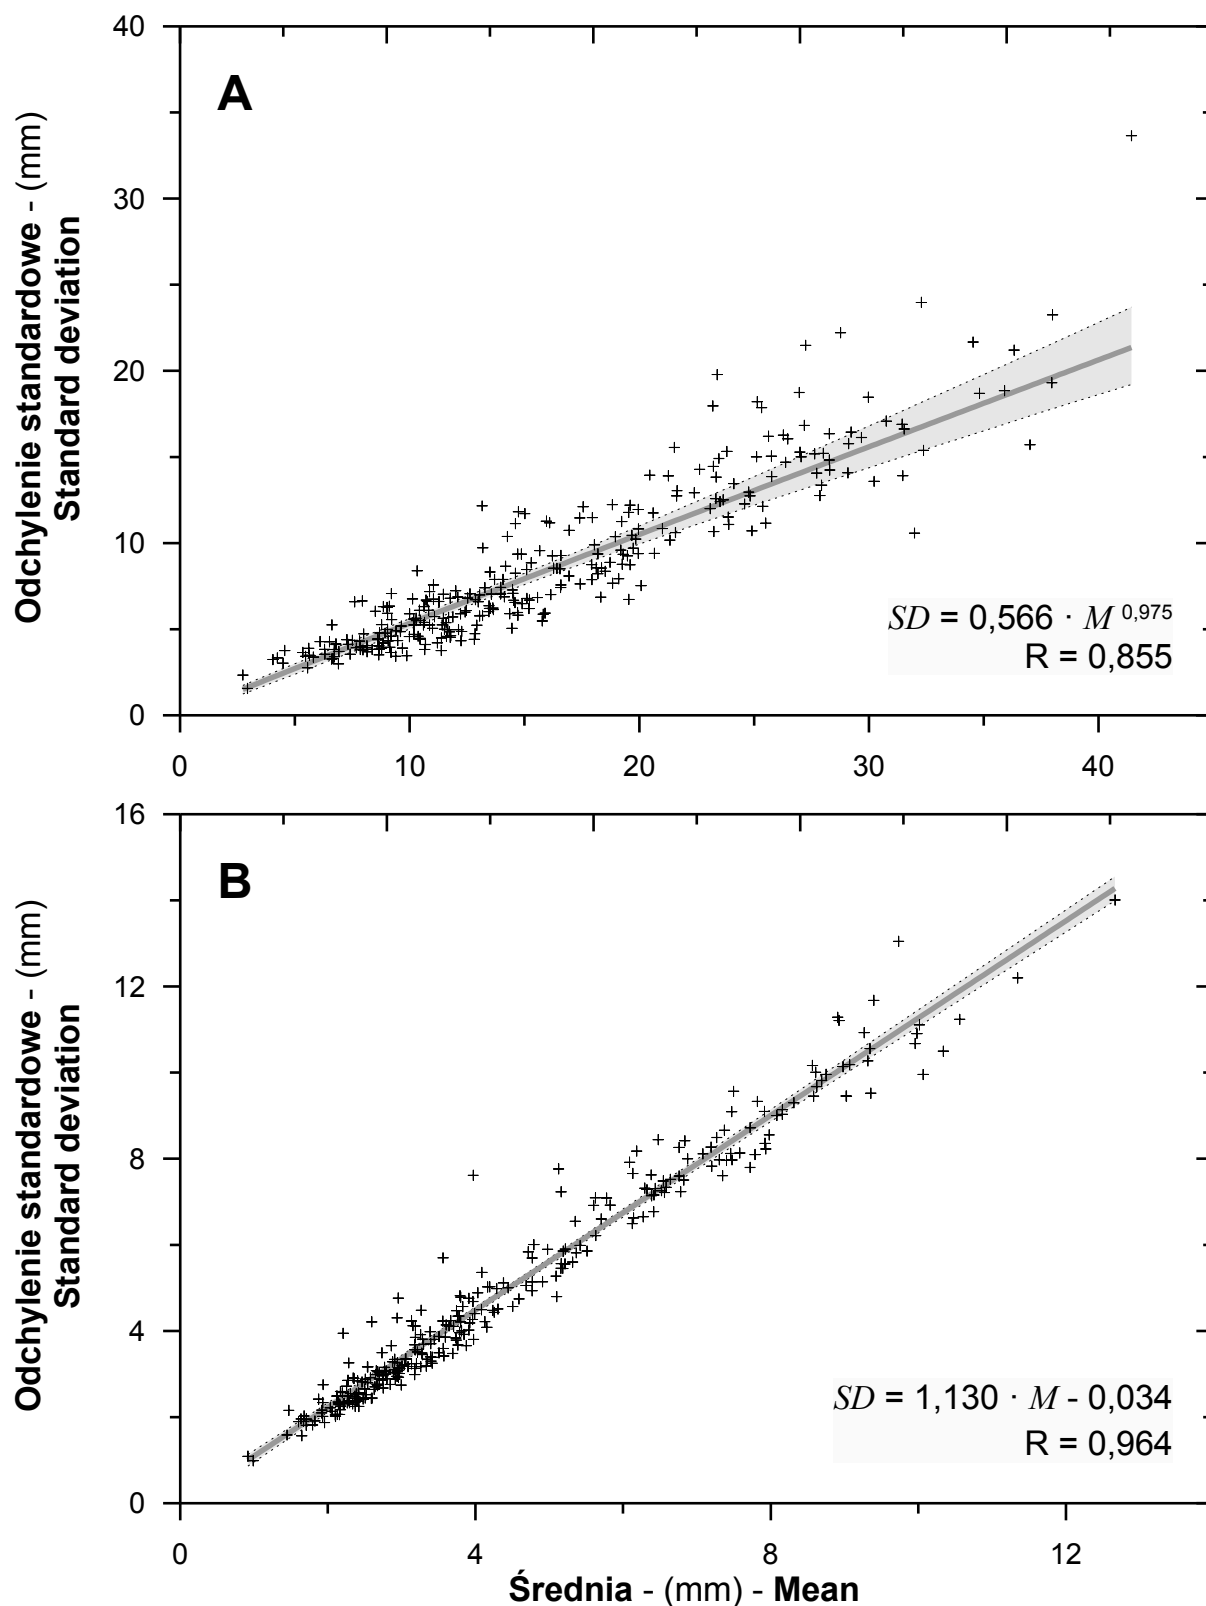 40
30
20
10
0
A
Odchylenie standardowe - (mm)
Standard deviation
SD = 0,566 · M 0,975
R = 0,855
0 10 20 30 40
16
12
8
4
0
B
Odchylenie standardowe - (mm)
Standard deviation
SD = 1,130 · M - 0,034
R = 0,964
0 4 8 12
Średnia - (mm) - Mean